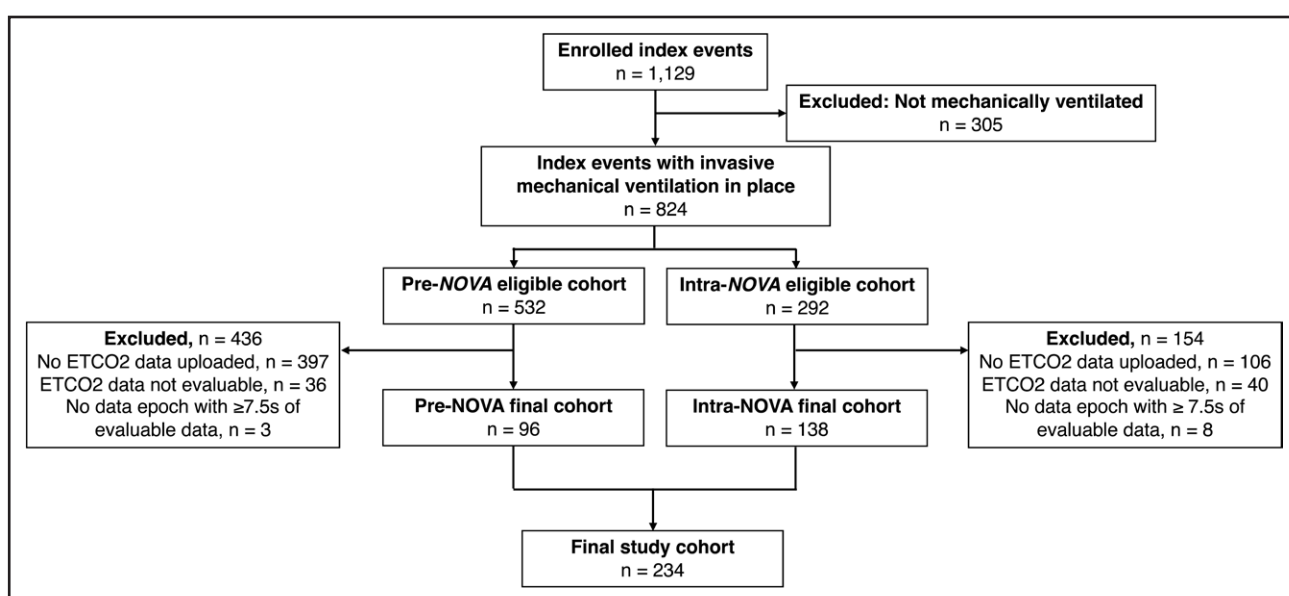 Enrolled index events
n = 1,129
Excluded: Not mechanically ventilated
n = 305
Index events with invasive
mechanical ventilation in place
n = 824
Pre-NOVA eligible cohort
n = 532
Intra-NOVA eligible cohort
n = 292
Excluded, n = 436
No ETCO2 data uploaded, n = 397
ETCO2 data not evaluable, n = 36
No data epoch with ≥7.5s of
evaluable data, n = 3
Excluded, n = 154
No ETCO2 data uploaded, n = 106
ETCO2 data not evaluable, n = 40
No data epoch with ≥ 7.5s of
evaluable data, n = 8
Pre-NOVA final cohort
n = 96
Intra-NOVA final cohort
n = 138
Final study cohort
n = 234